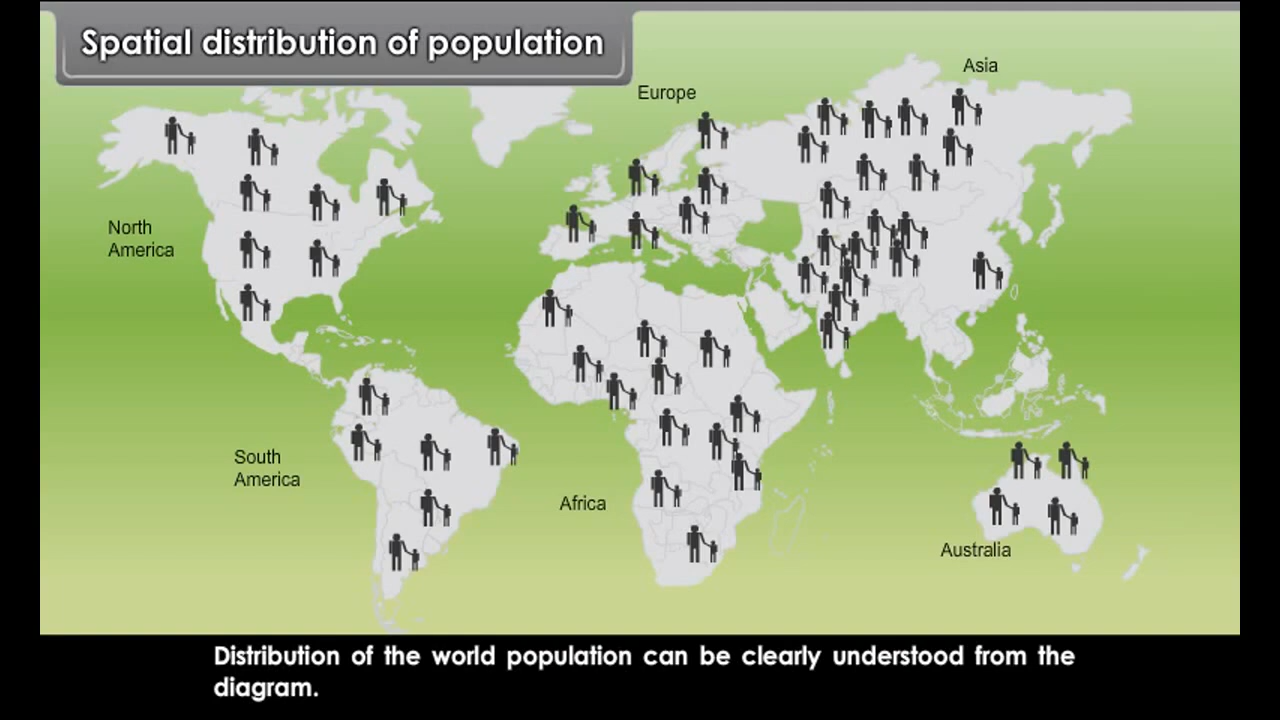 Spatial distribution of population
Asia
Europe
North
America
South
America
Africa
Australia
Distribution of the world population can be clearly understood from the
diagram.